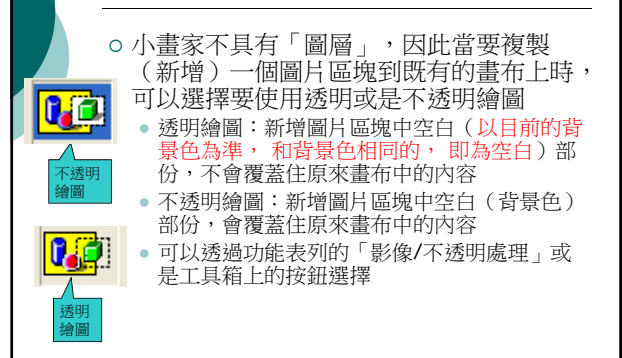 小畫家不具有「圖層」，因此當要複製
（新增）一個圖片區塊到既有的畫布上時，
可以選擇要使用透明或是不透明繪圖
透明繪圖：新增圖片區塊中空白（以目前的背
景色為準， 和背景色相同的， 即為空白）部
份，不會覆蓋住原來畫布中的內容
不透明繪圖：新增圖片區塊中空白（背景色）
部份，會覆蓋住原來畫布中的內容
可以透過功能表列的「影像/不透明處理」或
是工具箱上的按鈕選擇
不透明
繪圖
透明
繪圖